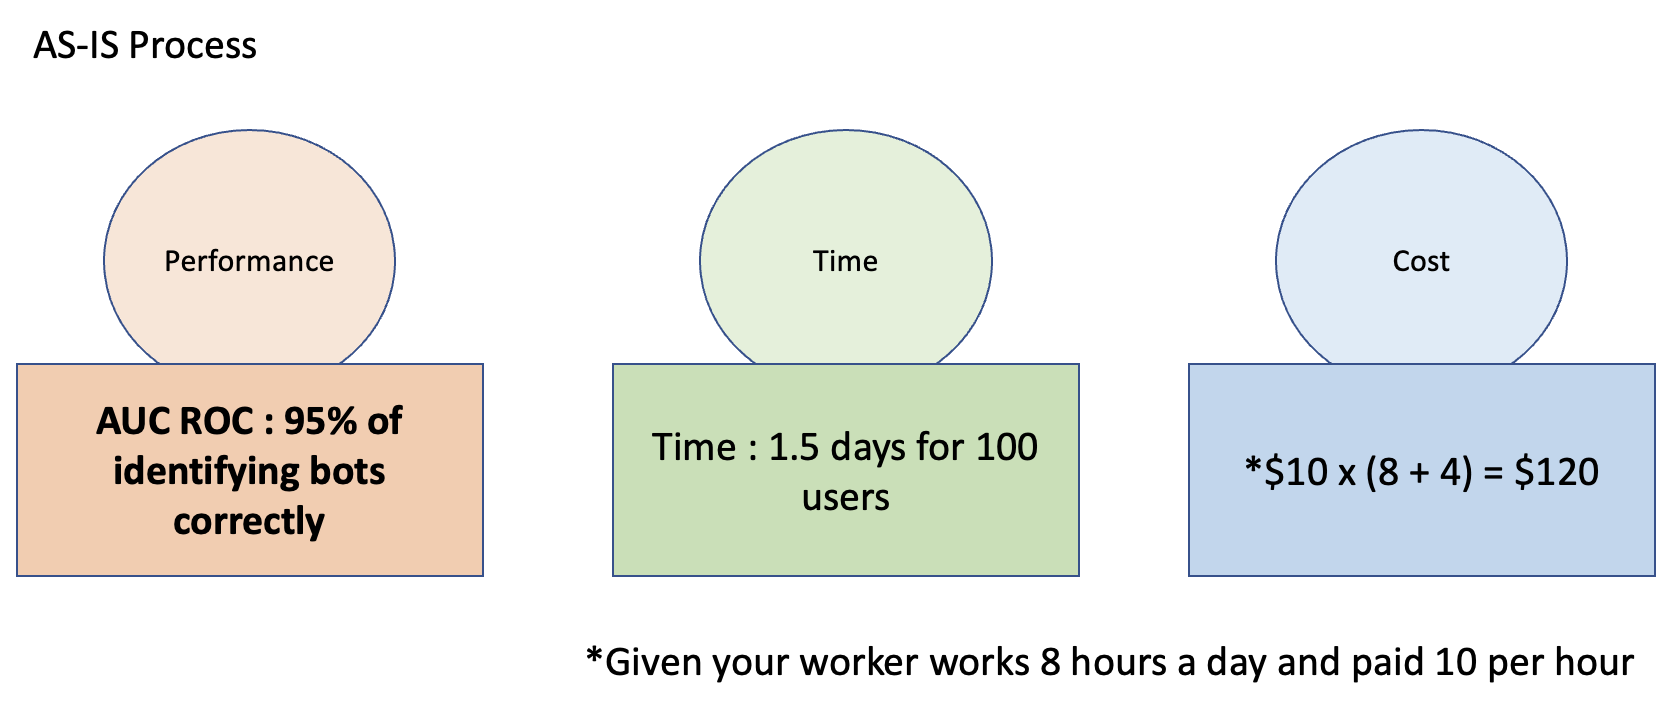 AS-IS Process
Performance
Time
Cost
AUC ROC : 95% of
identifying bots
correctly
Time : 1.5 days for 100
users
*$10 x (8 + 4) = $120
*Given your worker works 8 hours a day and paid 10 per hour